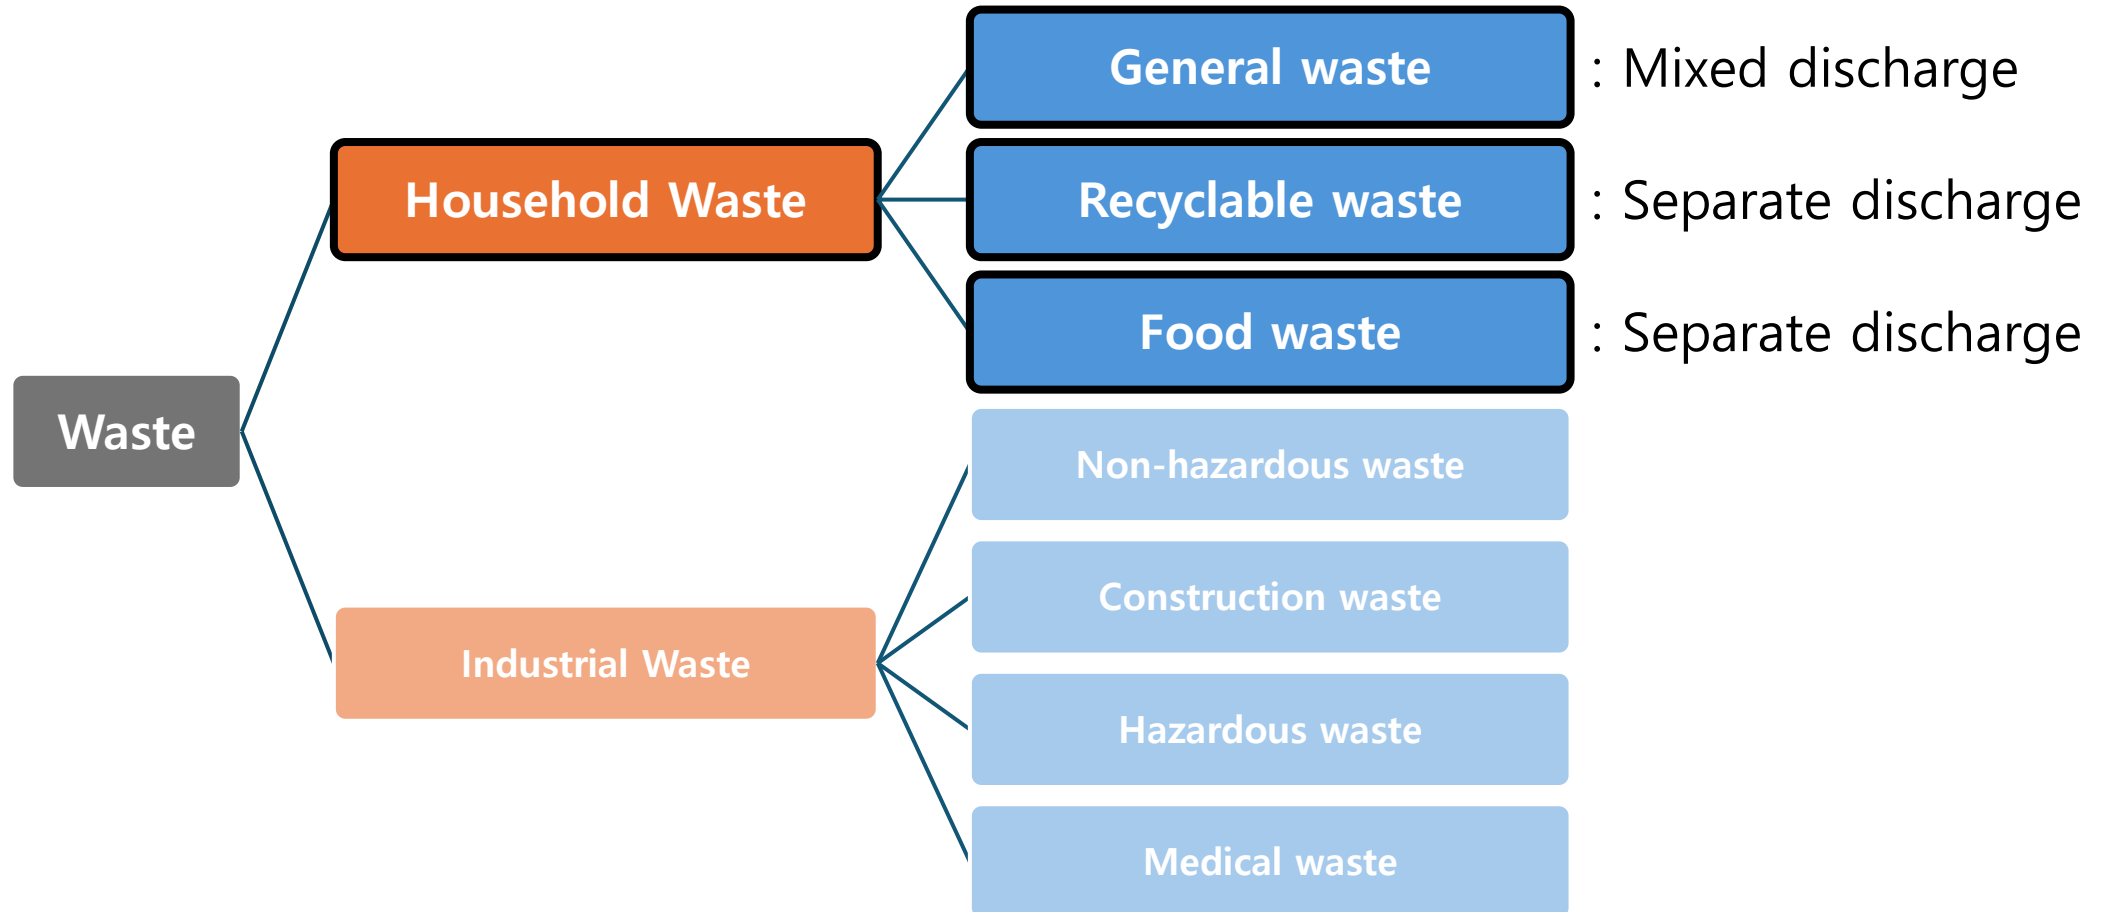 General waste : Mixed discharge
Household Waste
Recyclable waste : Separate discharge
Food waste : Separate discharge
Waste
Non-hazardous waste
Construction waste
Industrial Waste
Hazardous waste
Medical waste